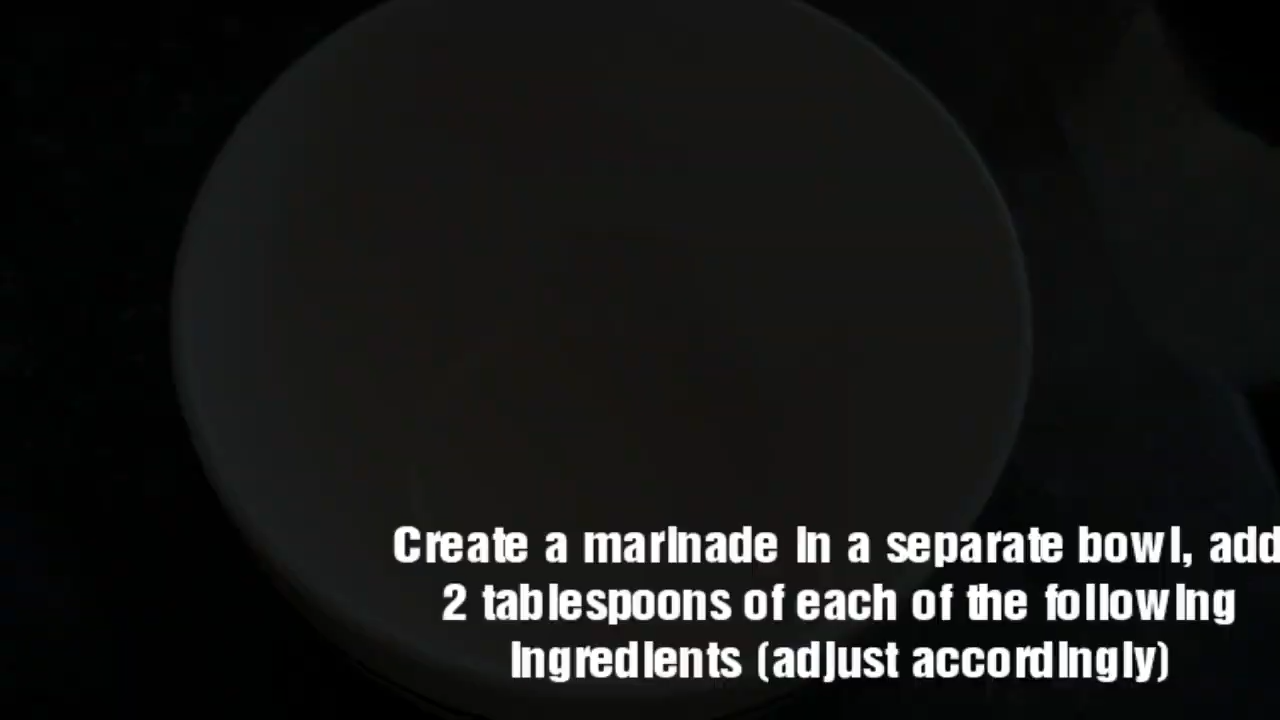 Create a marinade in a separate bowl, add
2 tablespoons of each of the following
ingredients (adjust accordingly)